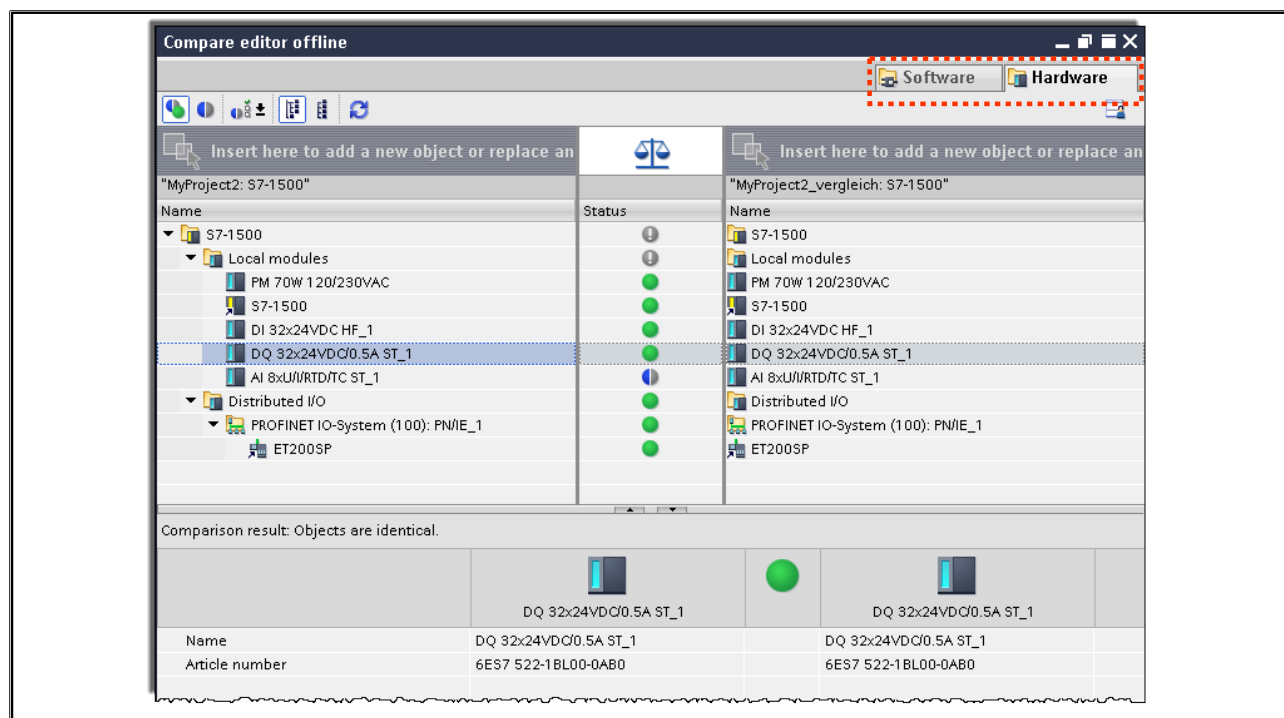 Compare editor offline
Software Hardware
Insert here to add a new object or replace an Insert here to add a new object or replace an
"MyProject2: S7-1500" "MyProject2_vergleich: S7-1500"
Name Status Name
S7-1500 S7-1500
Local modules Local modules
PM 70W 120/230VAC PM 70W 120/230VAC
S7-1500 S7-1500
DI 32x24VDC HF_1 DI 32x24VDC HF_1
DQ 32x24VDC/0.5A ST_1 DQ 32x24VDC/0.5A ST_1
AI 8xU/I/RTD/TC ST_1 AI 8xU/I/RTD/TC ST_1
Distributed I/O Distributed I/O
PROFINET IO-System (100): PN/IE_1 PROFINET IO-System (100): PN/IE_1
ET200SP ET200SP
Comparison result: Objects are identical.
DQ 32x24VDC/0.5A ST_1 DQ 32x24VDC/0.5A ST_1
Name DQ 32x24VDC/0.5A ST_1 DQ 32x24VDC/0.5A ST_1
Article number 6ES7 522-1BL00-0AB0 6ES7 522-1BL00-0AB0